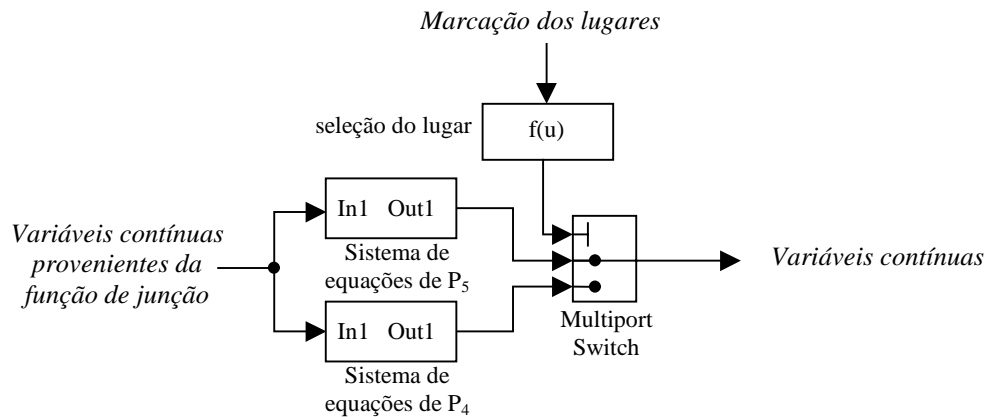 Marcação dos lugares
seleção do lugar
f(u)
Variáveis contínuas
provenientes da
função de junção
In1 Out1
Sistema de
equações de P5
In1 Out1
Sistema de
equações de P4
Multiport
Switch
Variáveis contínuas